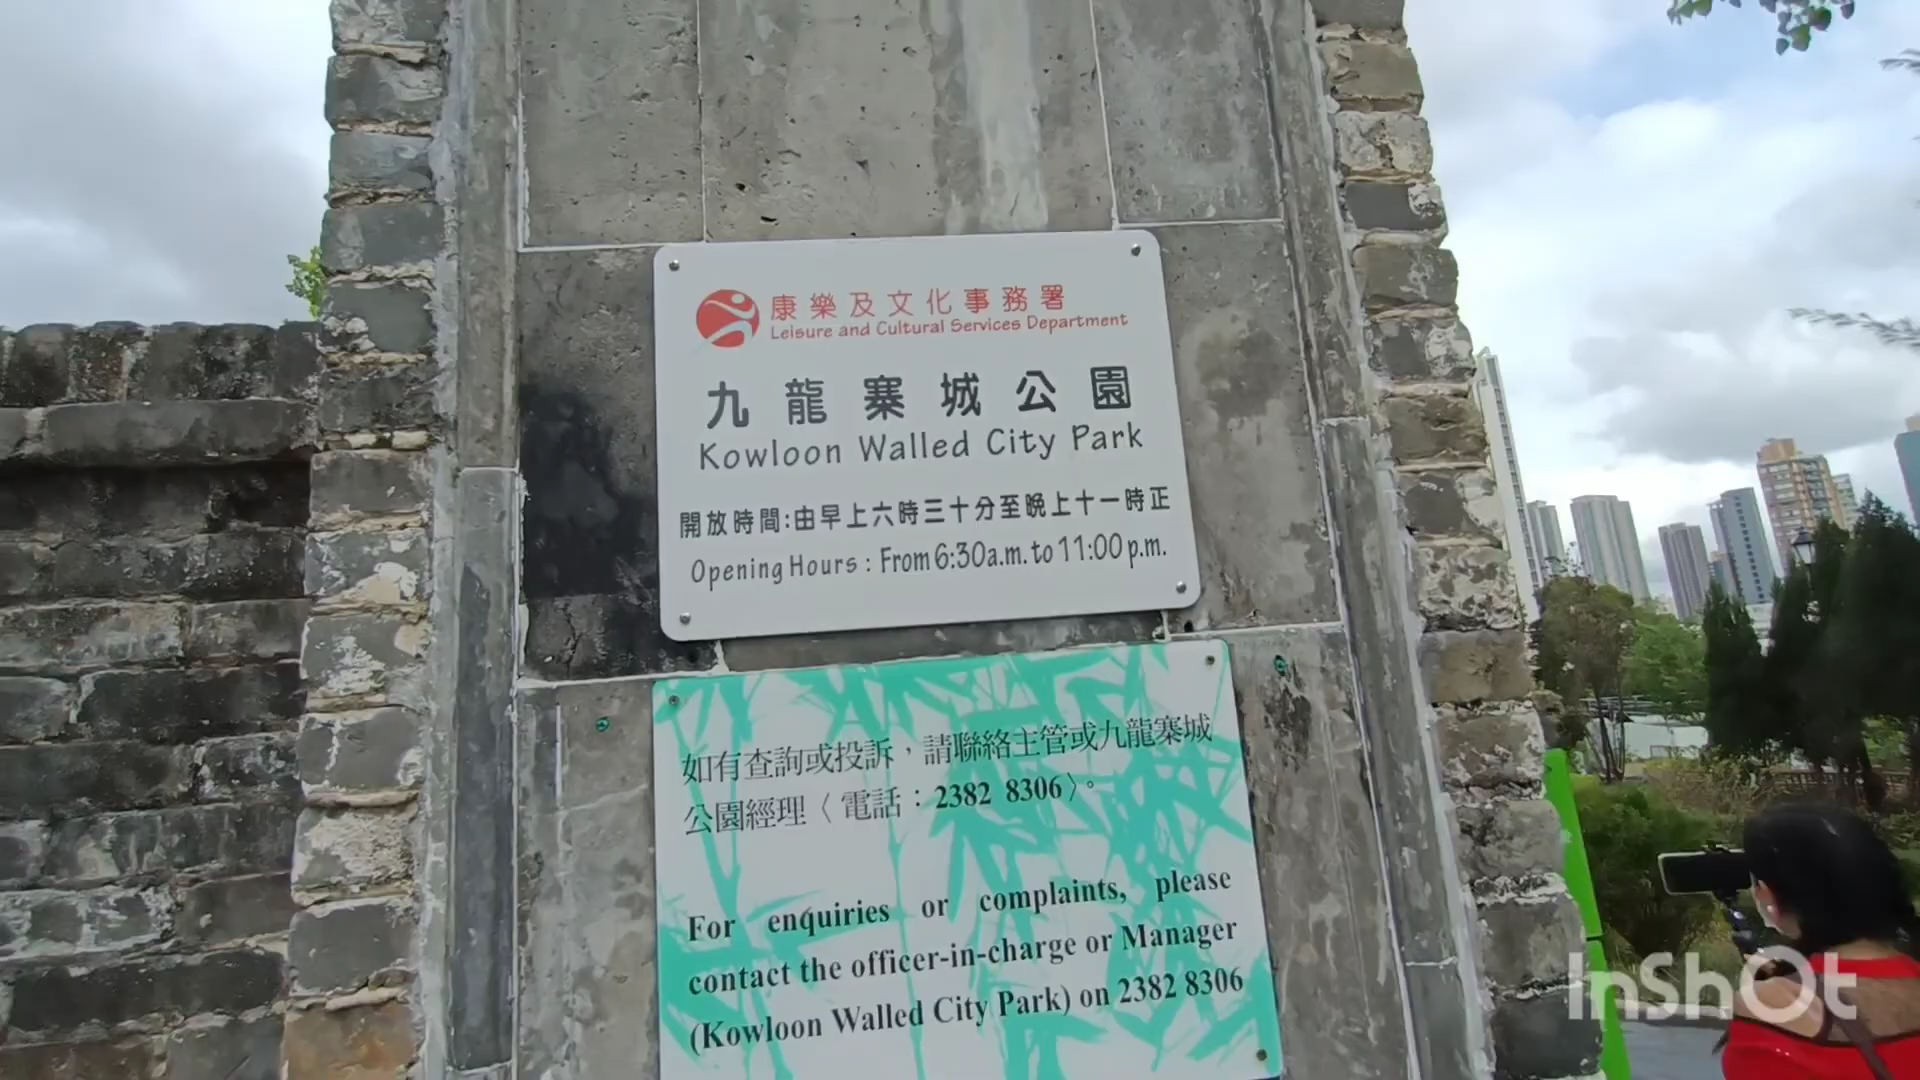 康樂及文化事務署
Leisure and Cultural Services Department
九龍寨城公園
Kowloon Walled City Park
開放時間:由早上六時三十分至晚上十一時正
Opening Hours : From 6:30a.m. to 11:00 p.m.
如有查詢或投訴，請聯絡主管或九龍寨城
公園經理〈電話：2382 8306〉。
For enquiries or complaints, please
contact the officer-in-charge or Manager
(Kowloon Walled City Park) on 2382 8306
InShOt